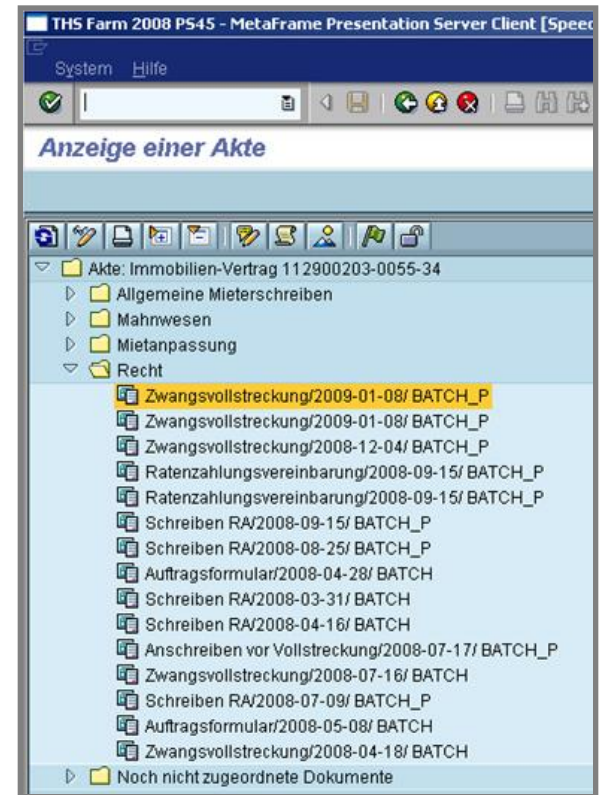 THS Farm 2008 PS45 - MetaFrame Presentation Server Client [Speed
System Hilfe
Anzeige einer Akte
Akte: Immobilien-Vertrag 112900203-0055-34
Allgemeine Mieterschreiben
Mahnwesen
Mietanpassung
Recht
Zwangsvollstreckung/2009-01-08/ BATCH_P
Zwangsvollstreckung/2009-01-08/ BATCH_P
Zwangsvollstreckung/2008-12-04/ BATCH_P
Ratenzahlungsvereinbarung/2008-09-15/ BATCH_P
Ratenzahlungsvereinbarung/2008-09-15/ BATCH_P
Schreiben RA/2008-09-15/ BATCH_P
Schreiben RA/2008-08-25/ BATCH_P
Auftragsformular/2008-04-28/ BATCH
Schreiben RA/2008-03-31/ BATCH
Schreiben RA/2008-04-16/ BATCH
Anschreiben vor Vollstreckung/2008-07-17/ BATCH_P
Zwangsvollstreckung/2008-07-16/ BATCH
Schreiben RA/2008-07-09/ BATCH_P
Auftragsformular/2008-05-08/ BATCH
Zwangsvollstreckung/2008-04-18/ BATCH
Noch nicht zugeordnete Dokumente